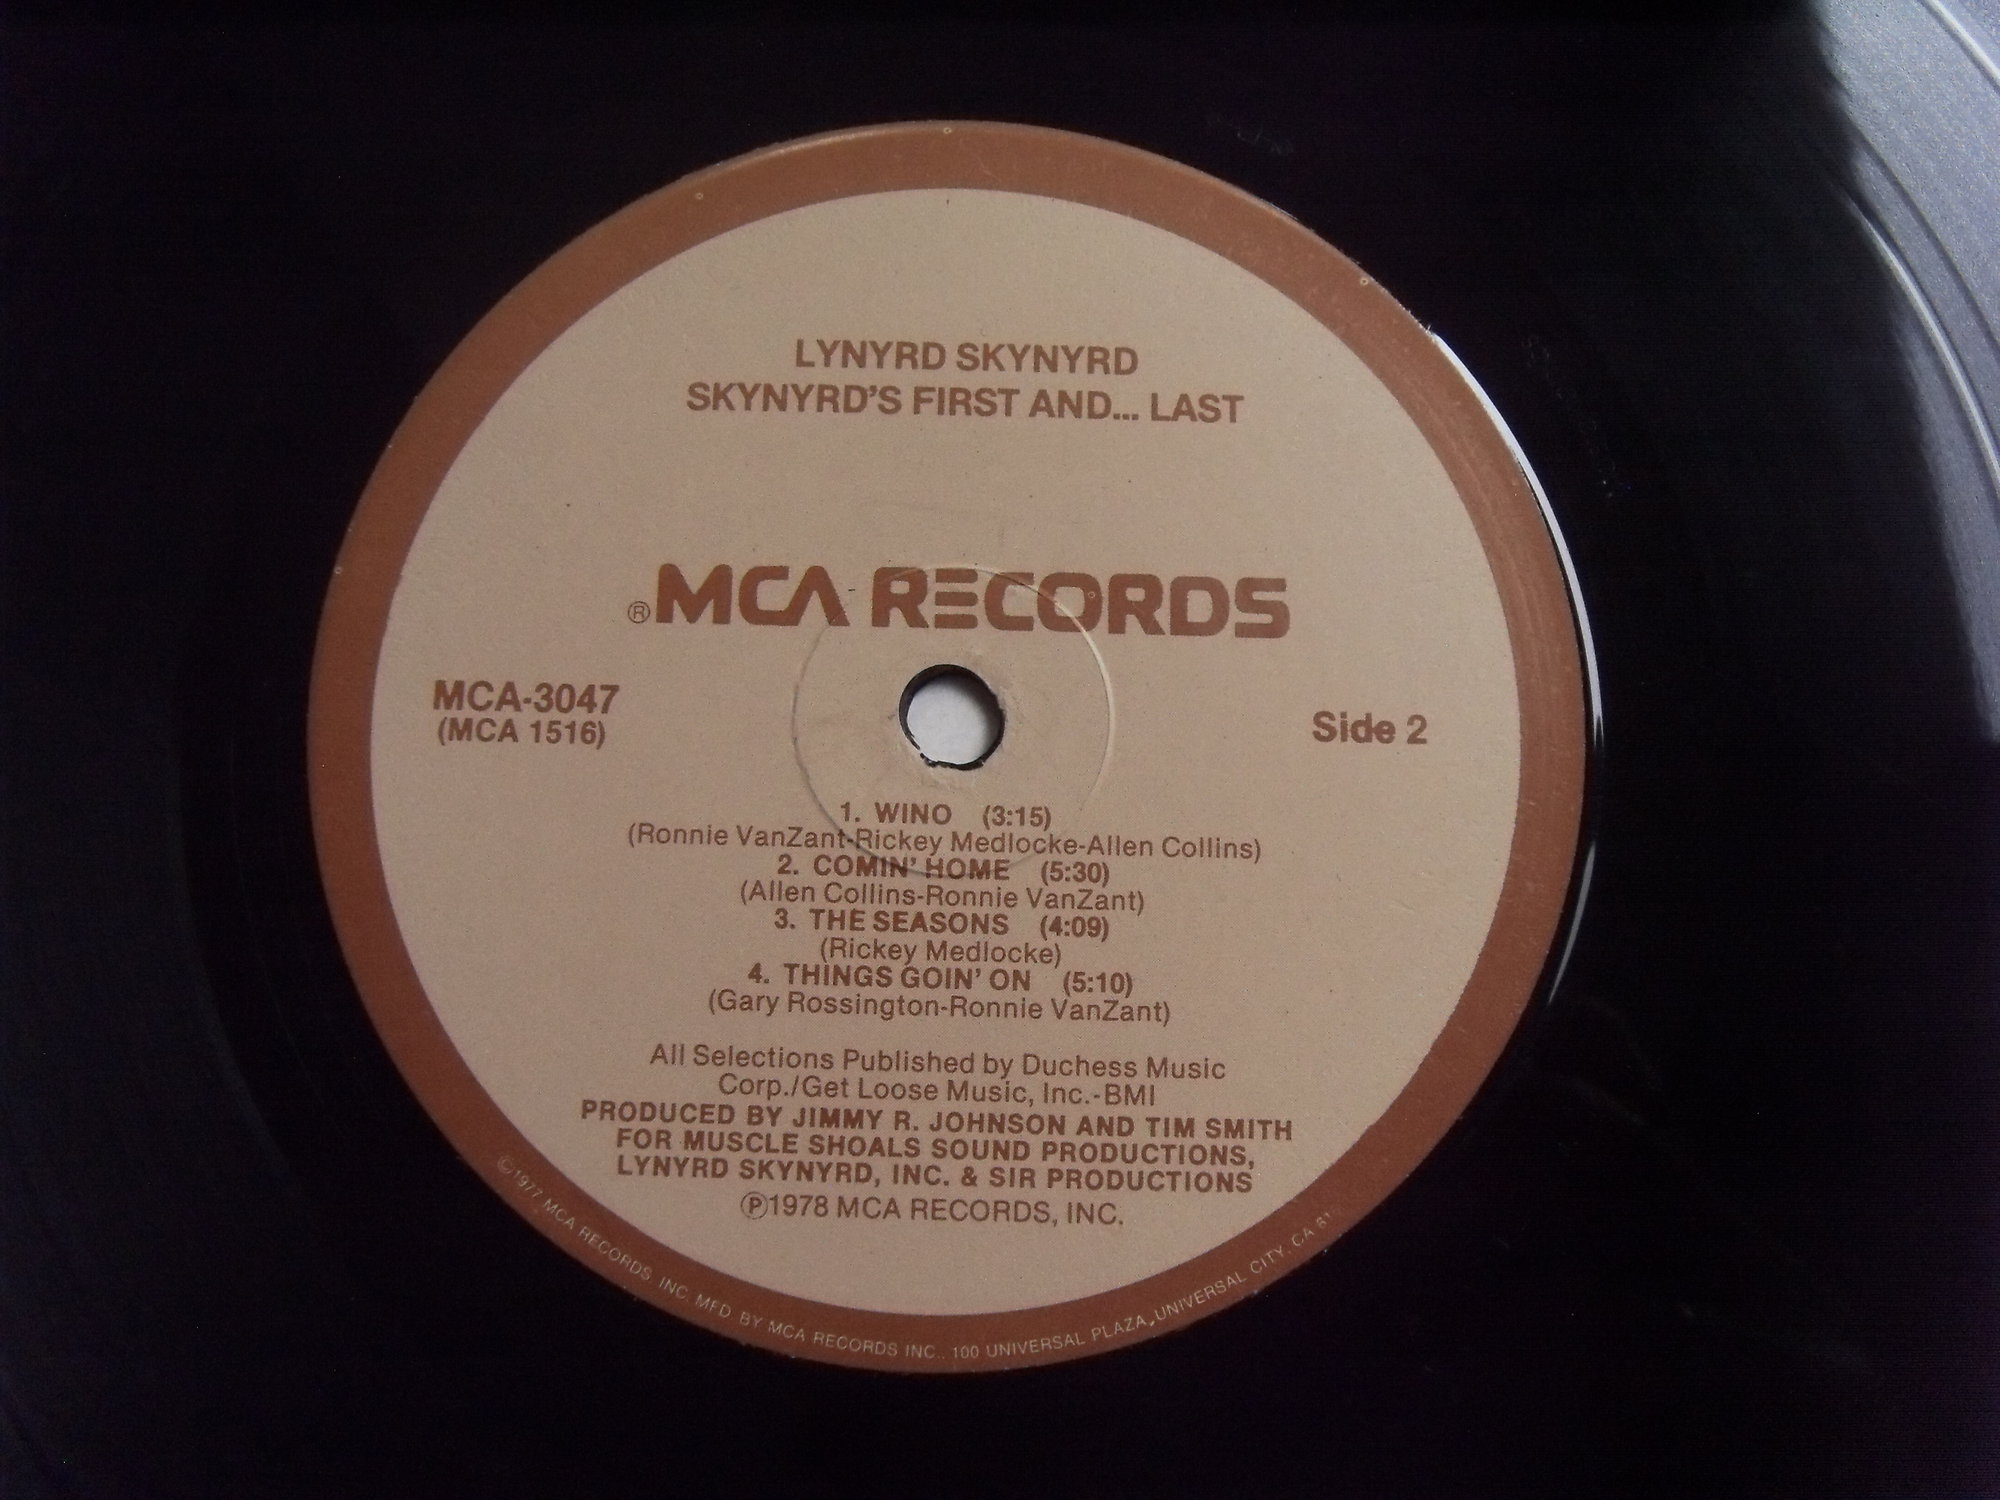 LYNYRD SKYNYRD
SKYNYRD'S FIRST AND... LAST
®MCA RECORDS
MCA-3047
(MCA 1516)
Side 2
1. WINO (3:15)
(Ronnie VanZant-Rickey Medlocke-Allen Collins)
2. COMIN' HOME (5:30)
(Allen Collins-Ronnie VanZant)
3. THE SEASONS (4:09)
(Rickey Medlocke)
4. THINGS GOIN' ON (5:10)
(Gary Rossington-Ronnie VanZant)
All Selections Published by Duchess Music
Corp./Get Loose Music, Inc.-BMI
PRODUCED BY JIMMY R. JOHNSON AND TIM SMITH
FOR MUSCLE SHOALS SOUND PRODUCTIONS,
LYNYRD SKYNYRD, INC. & SIR PRODUCTIONS
℗1978 MCA RECORDS, INC.
©1977 MCA RECORDS, INC. MFD BY MCA RECORDS INC., 100 UNIVERSAL PLAZA, UNIVERSAL CITY, CA